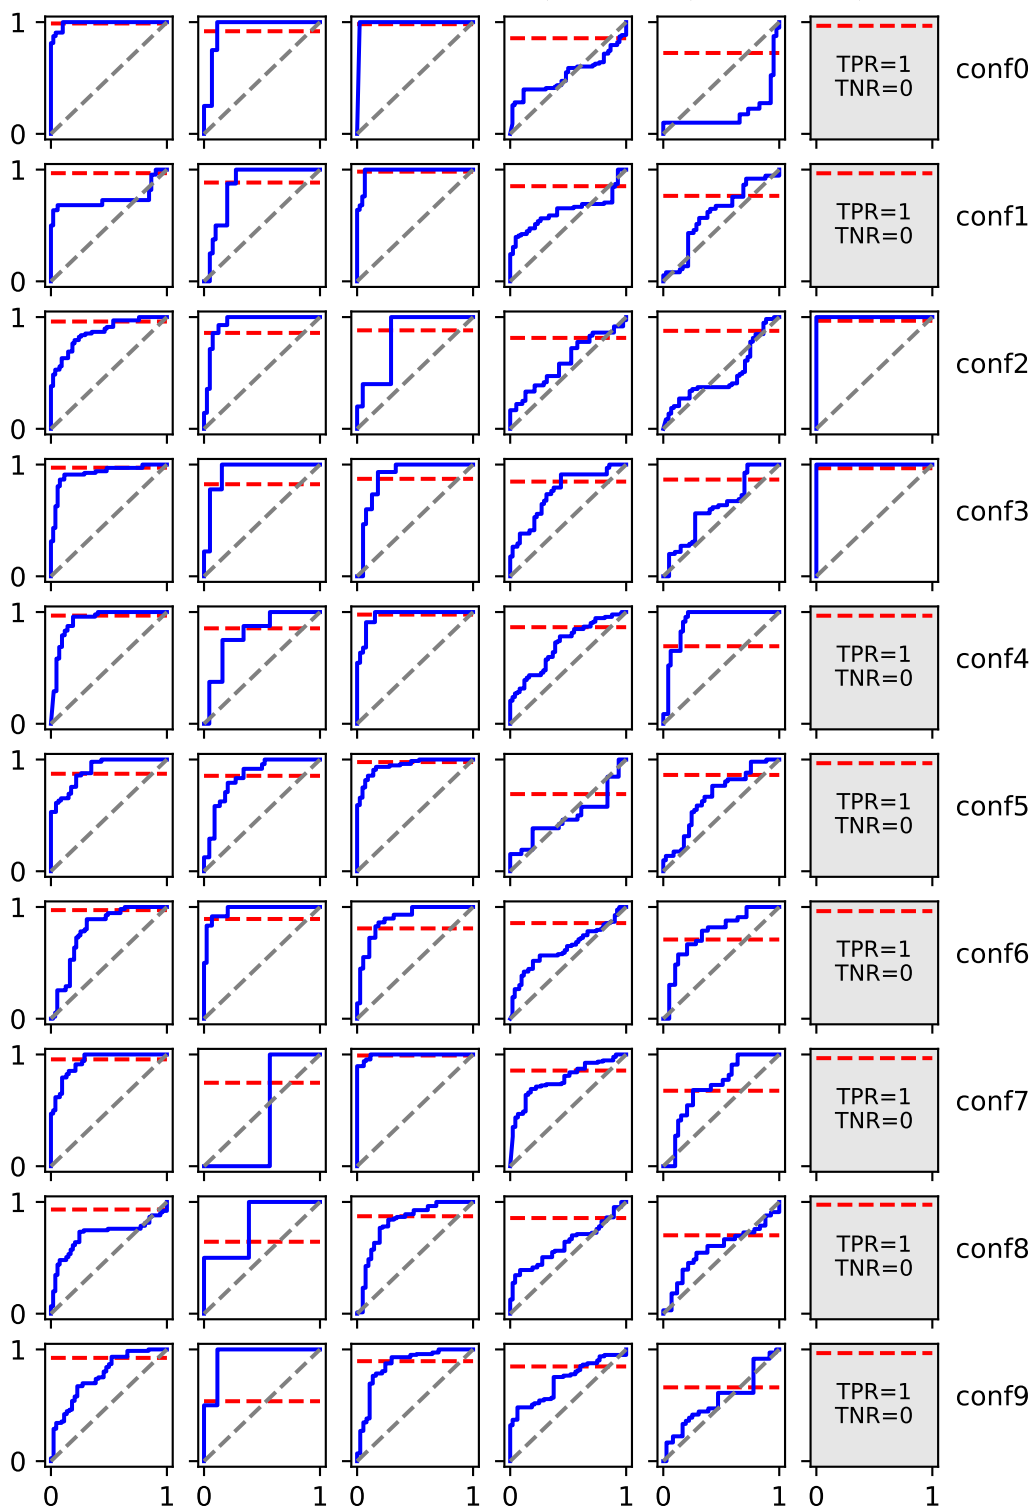 1
TPR=1
TNR=0
conf0
0
1
TPR=1
TNR=0
conf1
0
1
conf2
0
1
conf3
0
1
TPR=1
TNR=0
conf4
0
1
TPR=1
TNR=0
conf5
0
1
TPR=1
TNR=0
conf6
0
1
TPR=1
TNR=0
conf7
0
1
TPR=1
TNR=0
conf8
0
1
TPR=1
TNR=0
conf9
0
0 1 0 1 0 1 0 1 0 1 0 1